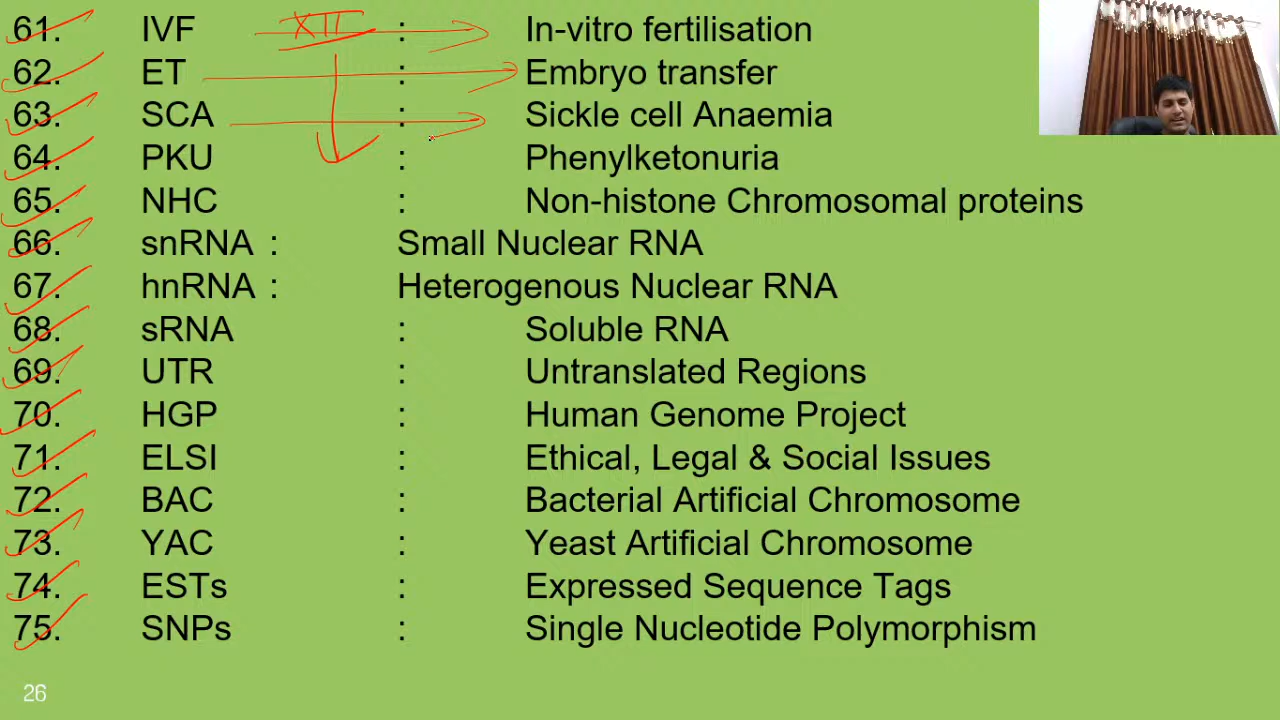 61. IVF XII : In-vitro fertilisation
62. ET : Embryo transfer
63. SCA : Sickle cell Anaemia
64. PKU : Phenylketonuria
65. NHC : Non-histone Chromosomal proteins
66. snRNA : Small Nuclear RNA
67. hnRNA : Heterogenous Nuclear RNA
68. sRNA : Soluble RNA
69. UTR : Untranslated Regions
70. HGP : Human Genome Project
71. ELSI : Ethical, Legal & Social Issues
72. BAC : Bacterial Artificial Chromosome
73. YAC : Yeast Artificial Chromosome
74. ESTs : Expressed Sequence Tags
75. SNPs : Single Nucleotide Polymorphism
26